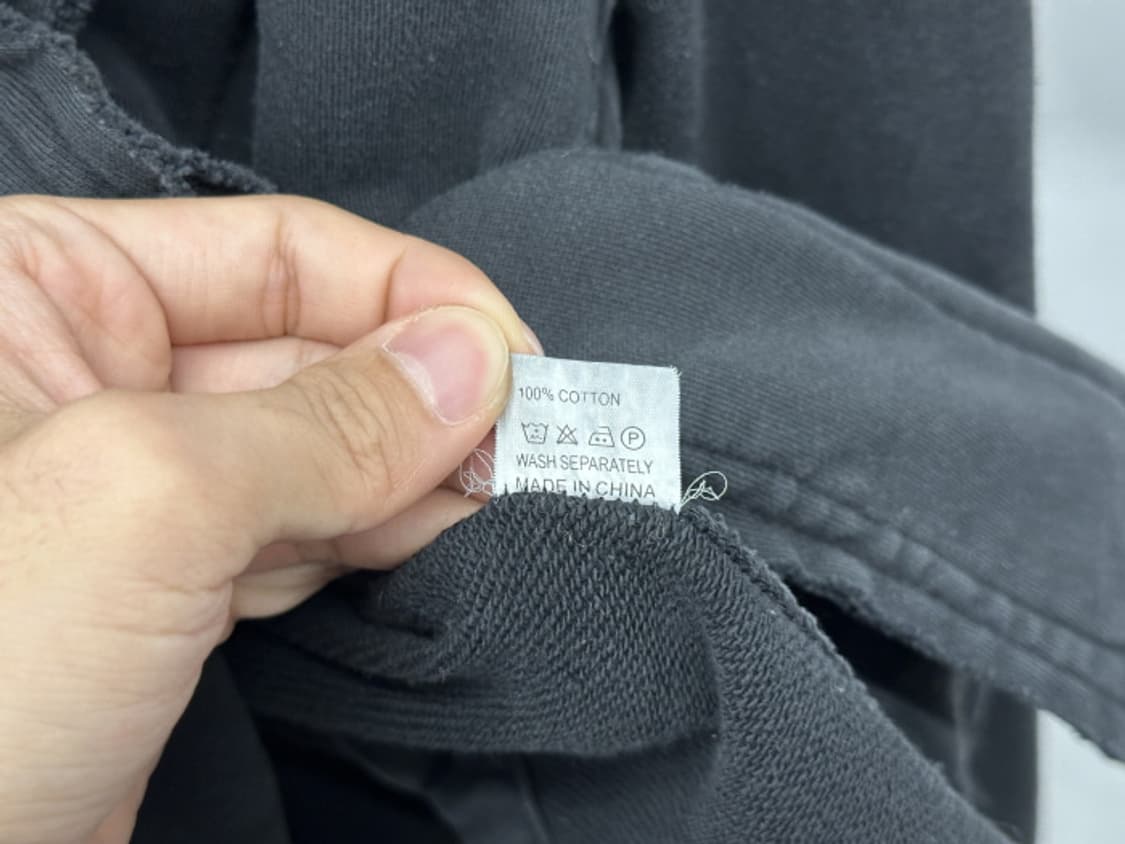 100% COTTON
P
WASH SEPARATELY
MADE IN CHINA